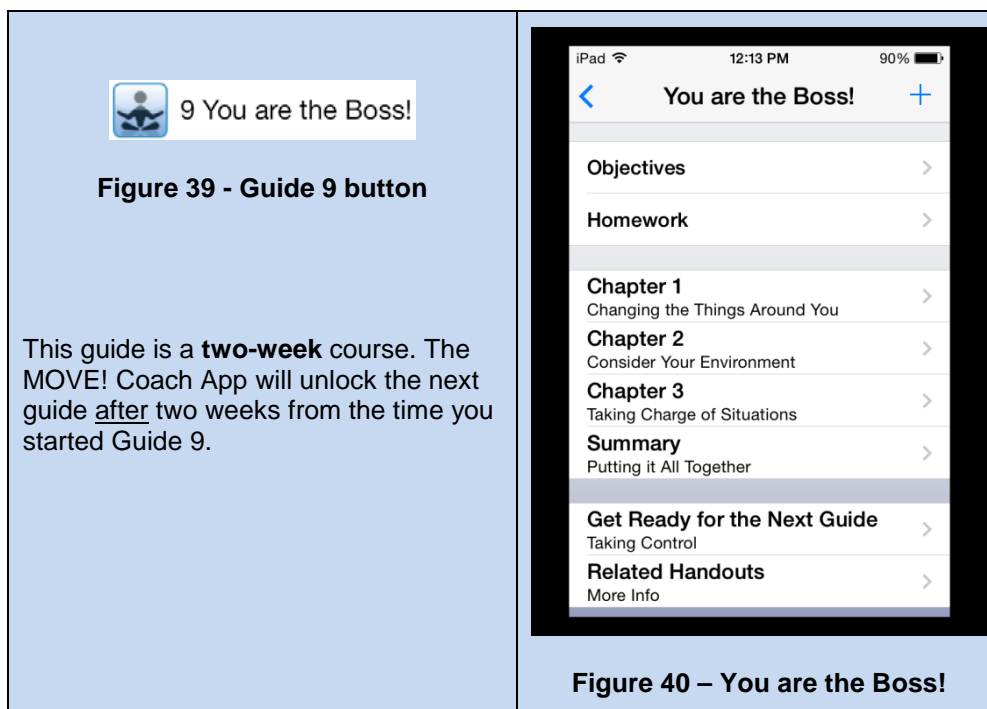 9 You are the Boss!
Figure 39 - Guide 9 button
This guide is a two-week course. The
MOVE! Coach App will unlock the next
guide after two weeks from the time you
started Guide 9.
iPad 12:13 PM 90%
You are the Boss!
Objectives
Homework
Chapter 1
Changing the Things Around You
Chapter 2
Consider Your Environment
Chapter 3
Taking Charge of Situations
Summary
Putting it All Together
Get Ready for the Next Guide
Taking Control
Related Handouts
More Info
Figure 40 – You are the Boss!